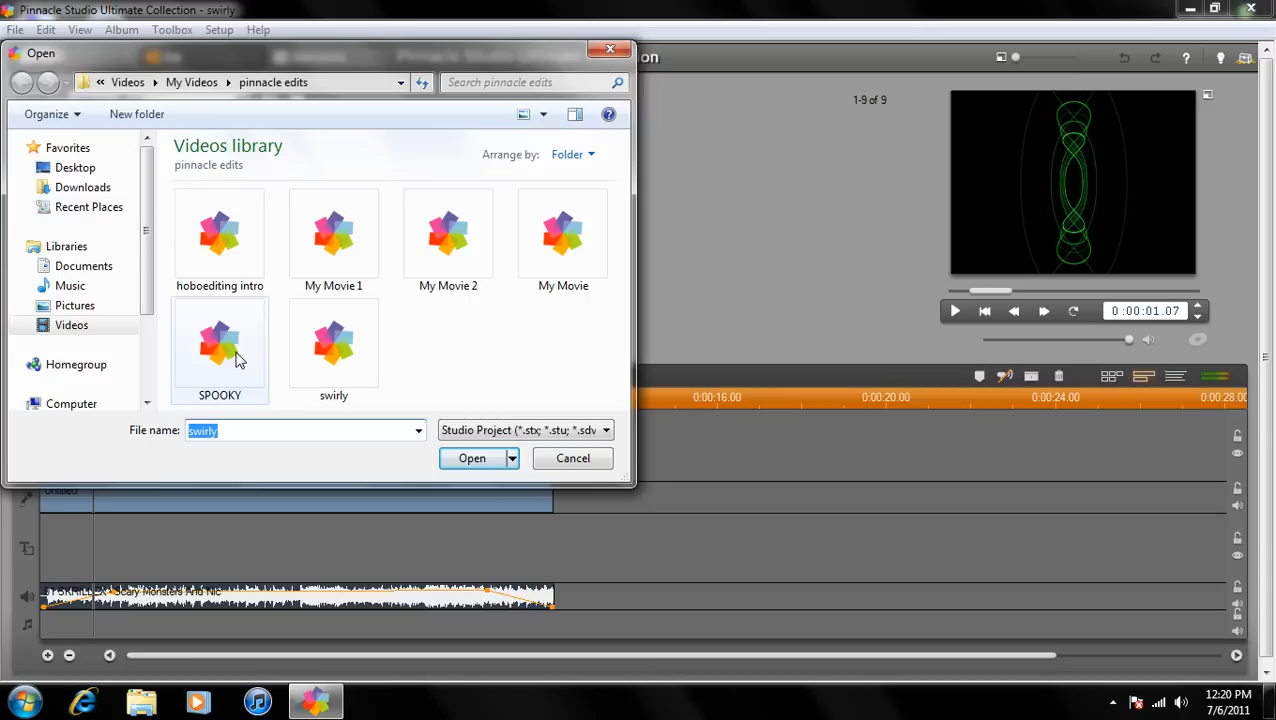 Pinnacle Studio Ultimate Collection - swirly
File Edit View Album Toolbox Setup Help
Open
« Videos My Videos pinnacle edits
Search pinnacle edits
Organize
New folder
Favorites
Desktop
Downloads
Recent Places
Libraries
Documents
Music
Pictures
Videos
Homegroup
Computer
Videos library
pinnacle edits
Arrange by: Folder
hoboediting intro
My Movie 1
My Movie 2
My Movie
SPOOKY
swirly
File name: swirly
Studio Project (*.stx; *.stu; *.sdv
Open
Cancel
1-9 of 9
0:00:01.07
0:00:16.00 0:00:20.00 0:00:24.00 0:00:28.00
Untitled
SKRILLEX Scary Monsters And Nic
12:20 PM
7/6/2011